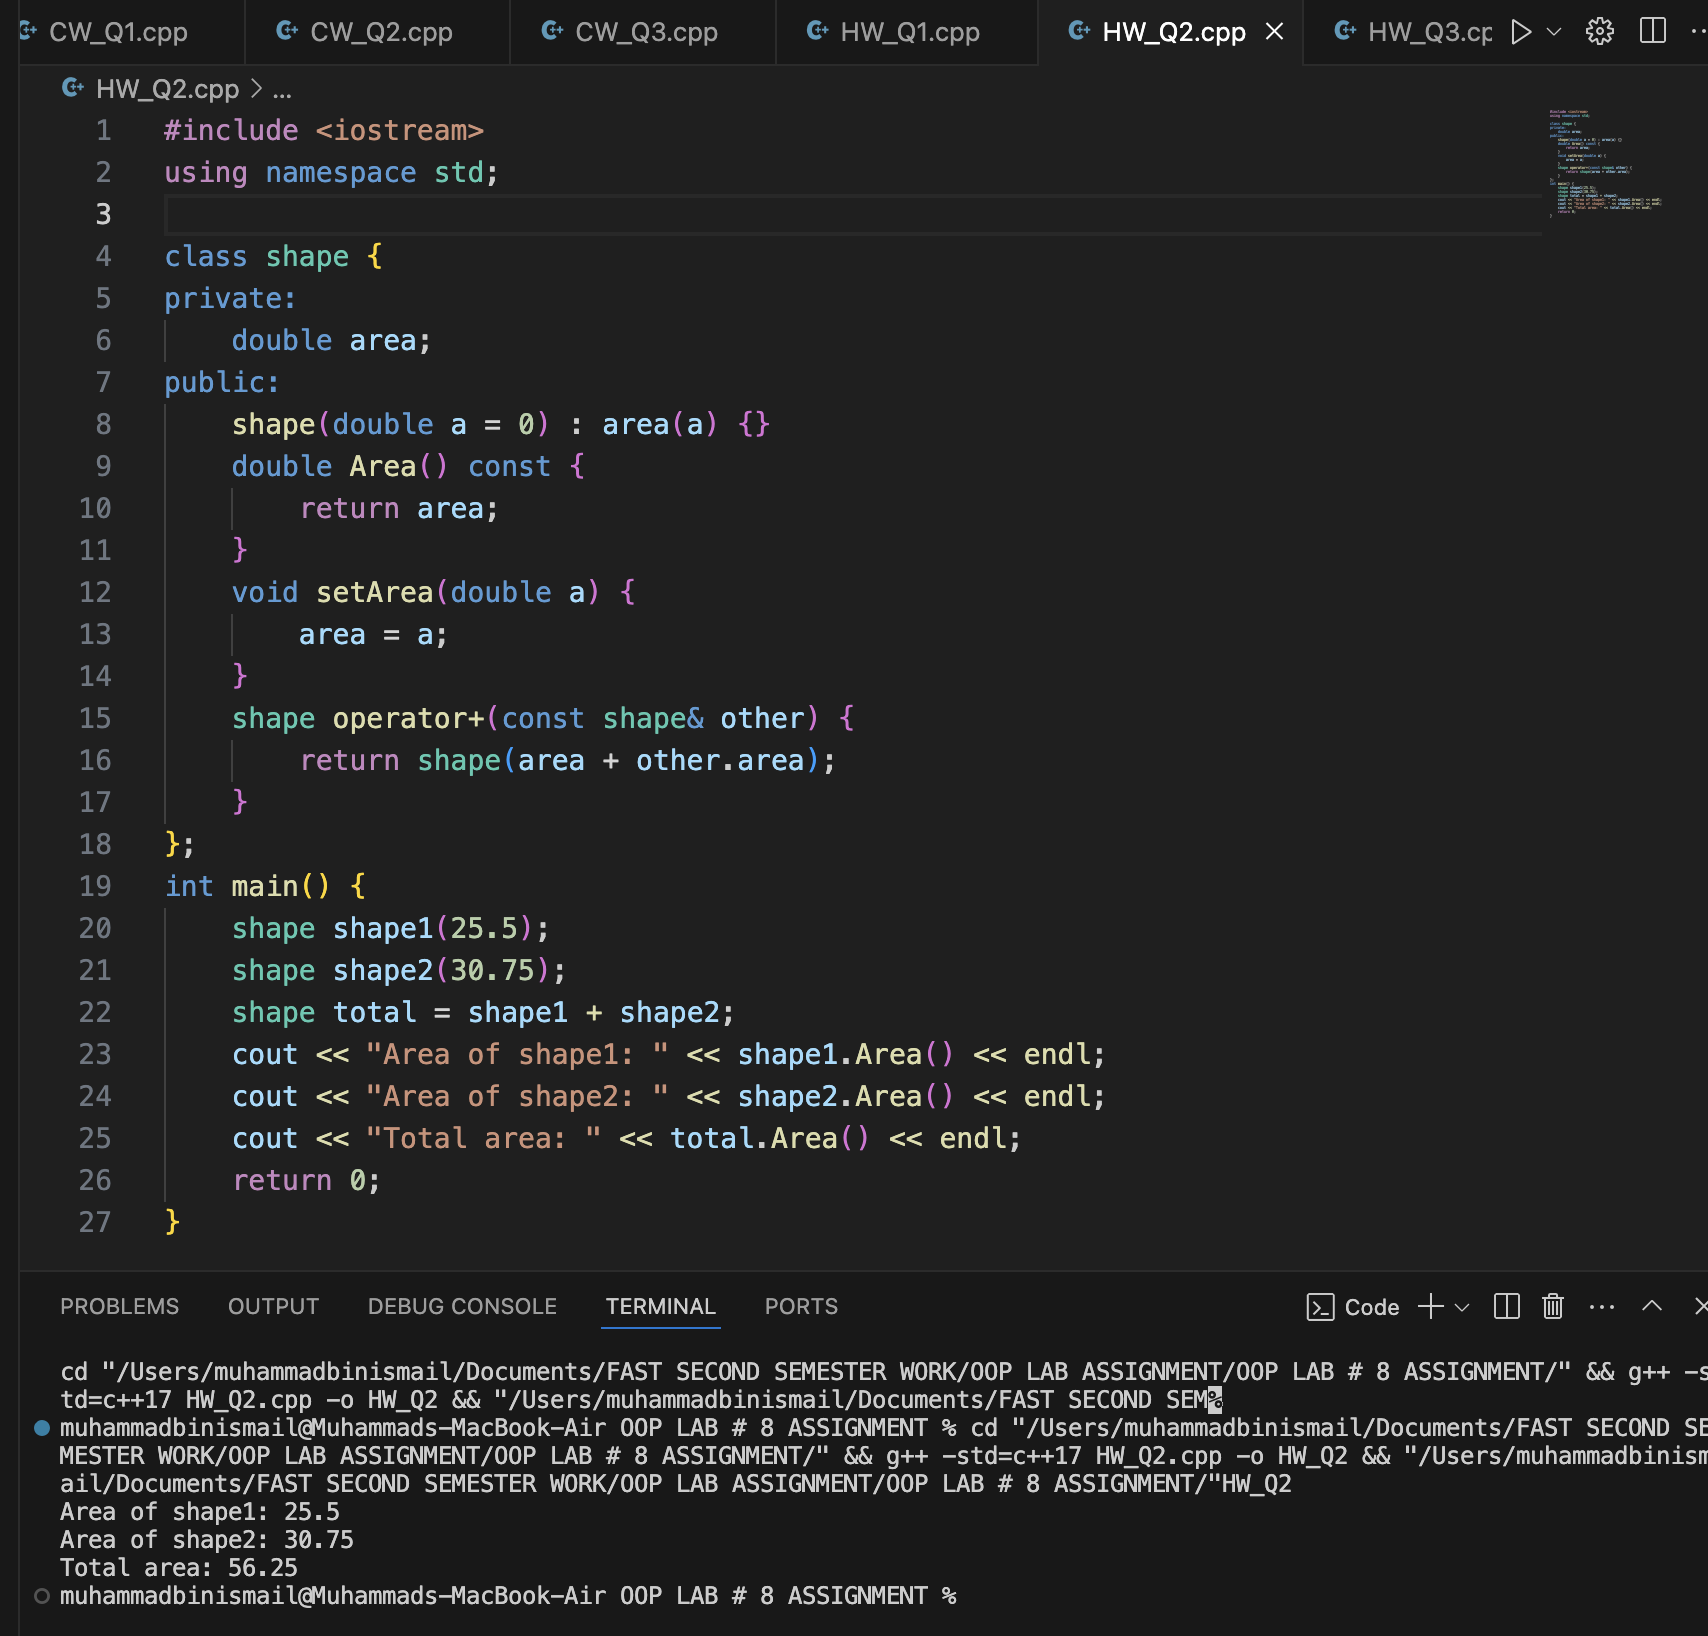 CW_Q1.cpp CW_Q2.cpp CW_Q3.cpp HW_Q1.cpp HW_Q2.cpp HW_Q3.cp
HW_Q2.cpp > ...
1 #include <iostream>
2 using namespace std;
3
4 class shape {
5 private:
6     double area;
7 public:
8     shape(double a = 0) : area(a) {}
9     double Area() const {
10         return area;
11     }
12     void setArea(double a) {
13         area = a;
14     }
15     shape operator+(const shape& other) {
16         return shape(area + other.area);
17     }
18 };
19 int main() {
20     shape shape1(25.5);
21     shape shape2(30.75);
22     shape total = shape1 + shape2;
23     cout << "Area of shape1: " << shape1.Area() << endl;
24     cout << "Area of shape2: " << shape2.Area() << endl;
25     cout << "Total area: " << total.Area() << endl;
26     return 0;
27 }
PROBLEMS OUTPUT DEBUG CONSOLE TERMINAL PORTS Code
cd "/Users/muhammadbinismail/Documents/FAST SECOND SEMESTER WORK/OOP LAB ASSIGNMENT/OOP LAB # 8 ASSIGNMENT/" && g++ -s
td=c++17 HW_Q2.cpp -o HW_Q2 && "/Users/muhammadbinismail/Documents/FAST SECOND SEM%
muhammadbinismail@Muhammads-MacBook-Air OOP LAB # 8 ASSIGNMENT % cd "/Users/muhammadbinismail/Documents/FAST SECOND SE
MESTER WORK/OOP LAB ASSIGNMENT/OOP LAB # 8 ASSIGNMENT/" && g++ -std=c++17 HW_Q2.cpp -o HW_Q2 && "/Users/muhammadbinism
ail/Documents/FAST SECOND SEMESTER WORK/OOP LAB ASSIGNMENT/OOP LAB # 8 ASSIGNMENT/"HW_Q2
Area of shape1: 25.5
Area of shape2: 30.75
Total area: 56.25
muhammadbinismail@Muhammads-MacBook-Air OOP LAB # 8 ASSIGNMENT %